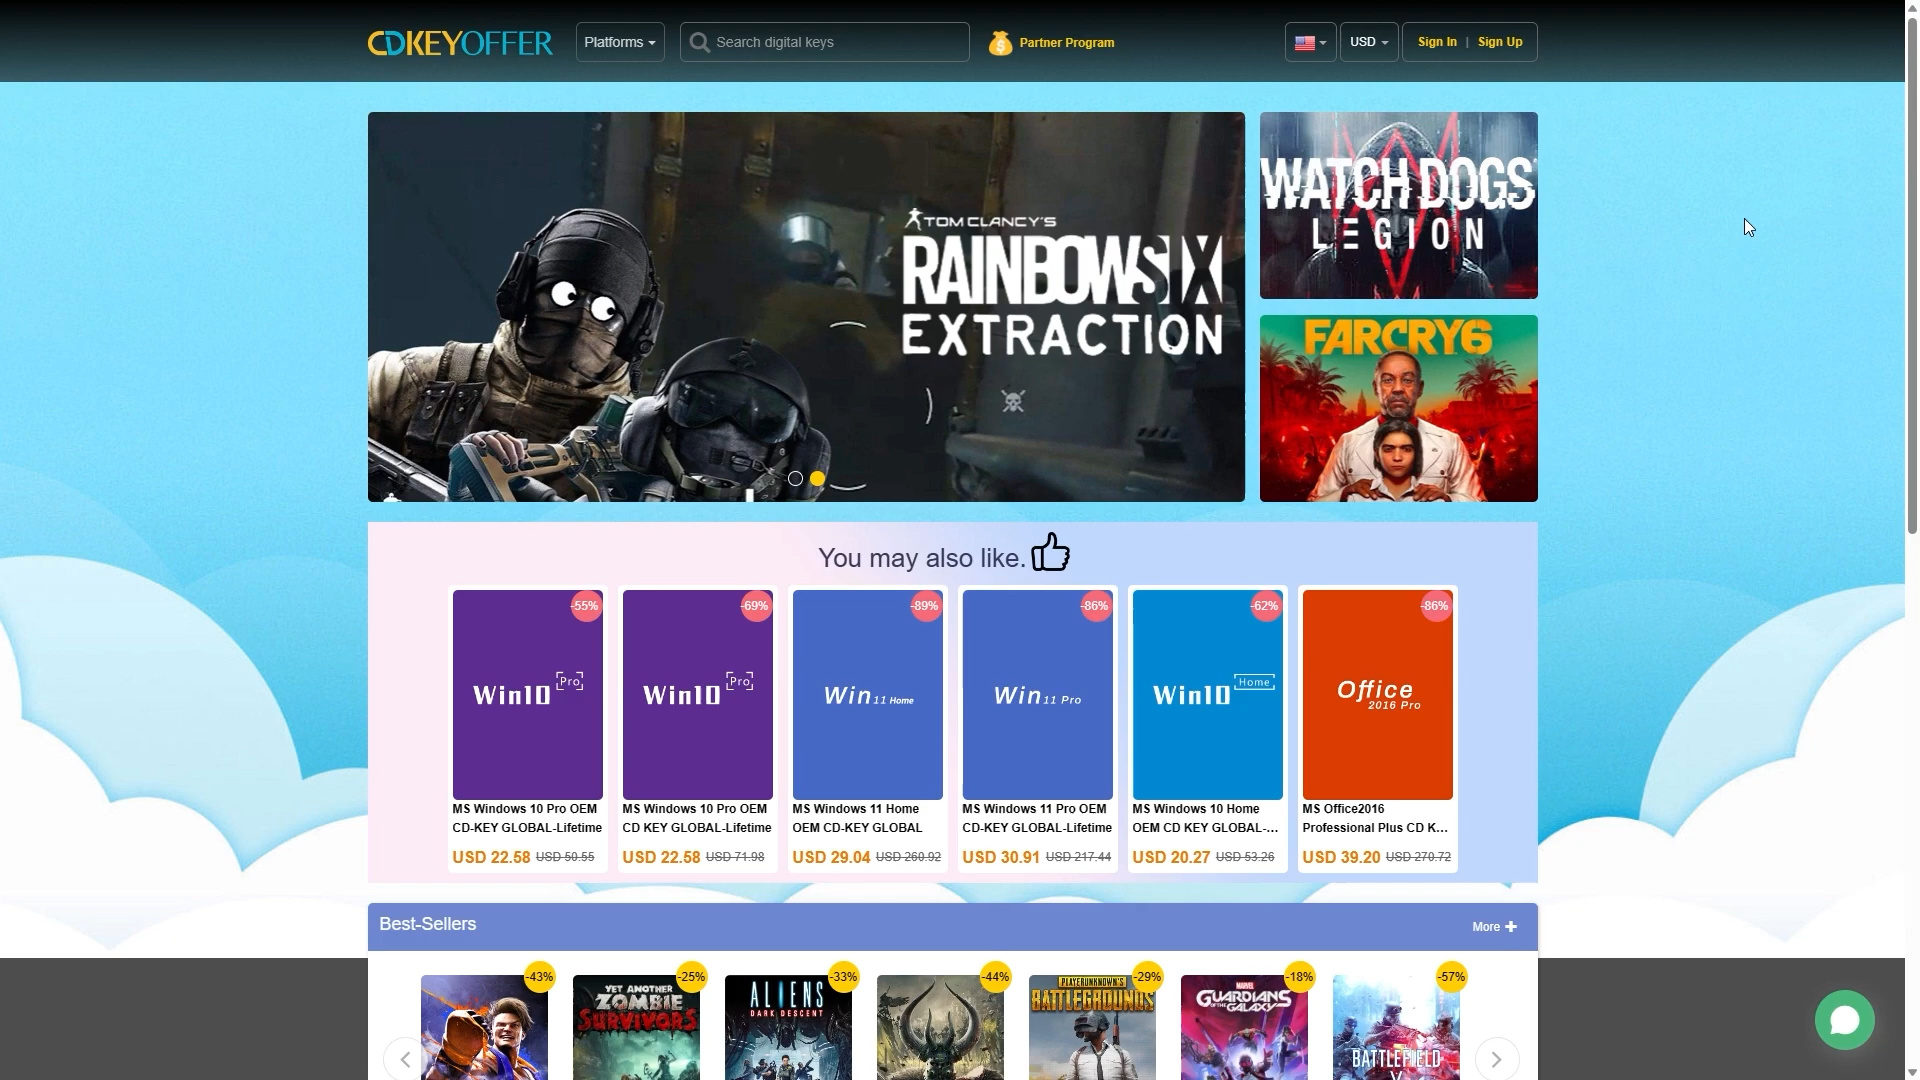 CDKEYOFFER
Platforms
Search digital keys
Partner Program
USD
Sign In | Sign Up
TOM CLANCY'S
RAINBOWSIX
EXTRACTION
WATCH DOGS
LEGION
FARCRY6
You may also like.
-55%
-69%
-89%
-86%
-62%
-86%
Win10 Pro
Win10 Pro
Win 11 Home
Win 11 Pro
Win10 Home
Office
2016 Pro
MS Windows 10 Pro OEM
CD-KEY GLOBAL-Lifetime
USD 22.58 USD 50.55
MS Windows 10 Pro OEM
CD KEY GLOBAL-Lifetime
USD 22.58 USD 71.98
MS Windows 11 Home
OEM CD-KEY GLOBAL
USD 29.04 USD 260.92
MS Windows 11 Pro OEM
CD-KEY GLOBAL-Lifetime
USD 30.91 USD 217.44
MS Windows 10 Home
OEM CD KEY GLOBAL-...
USD 20.27 USD 53.26
MS Office2016
Professional Plus CD K...
USD 39.20 USD 270.72
Best-Sellers
More
-43%
-25%
-33%
-44%
-29%
-18%
-57%
YET ANOTHER
ZOMBIE
SURVIVORS
ALIENS
DARK DESCENT
PLAYERUNKNOWN'S
BATTLEGROUNDS
MARVEL
GUARDIANS
OF THE GALAXY
BATTLEFIELD
V